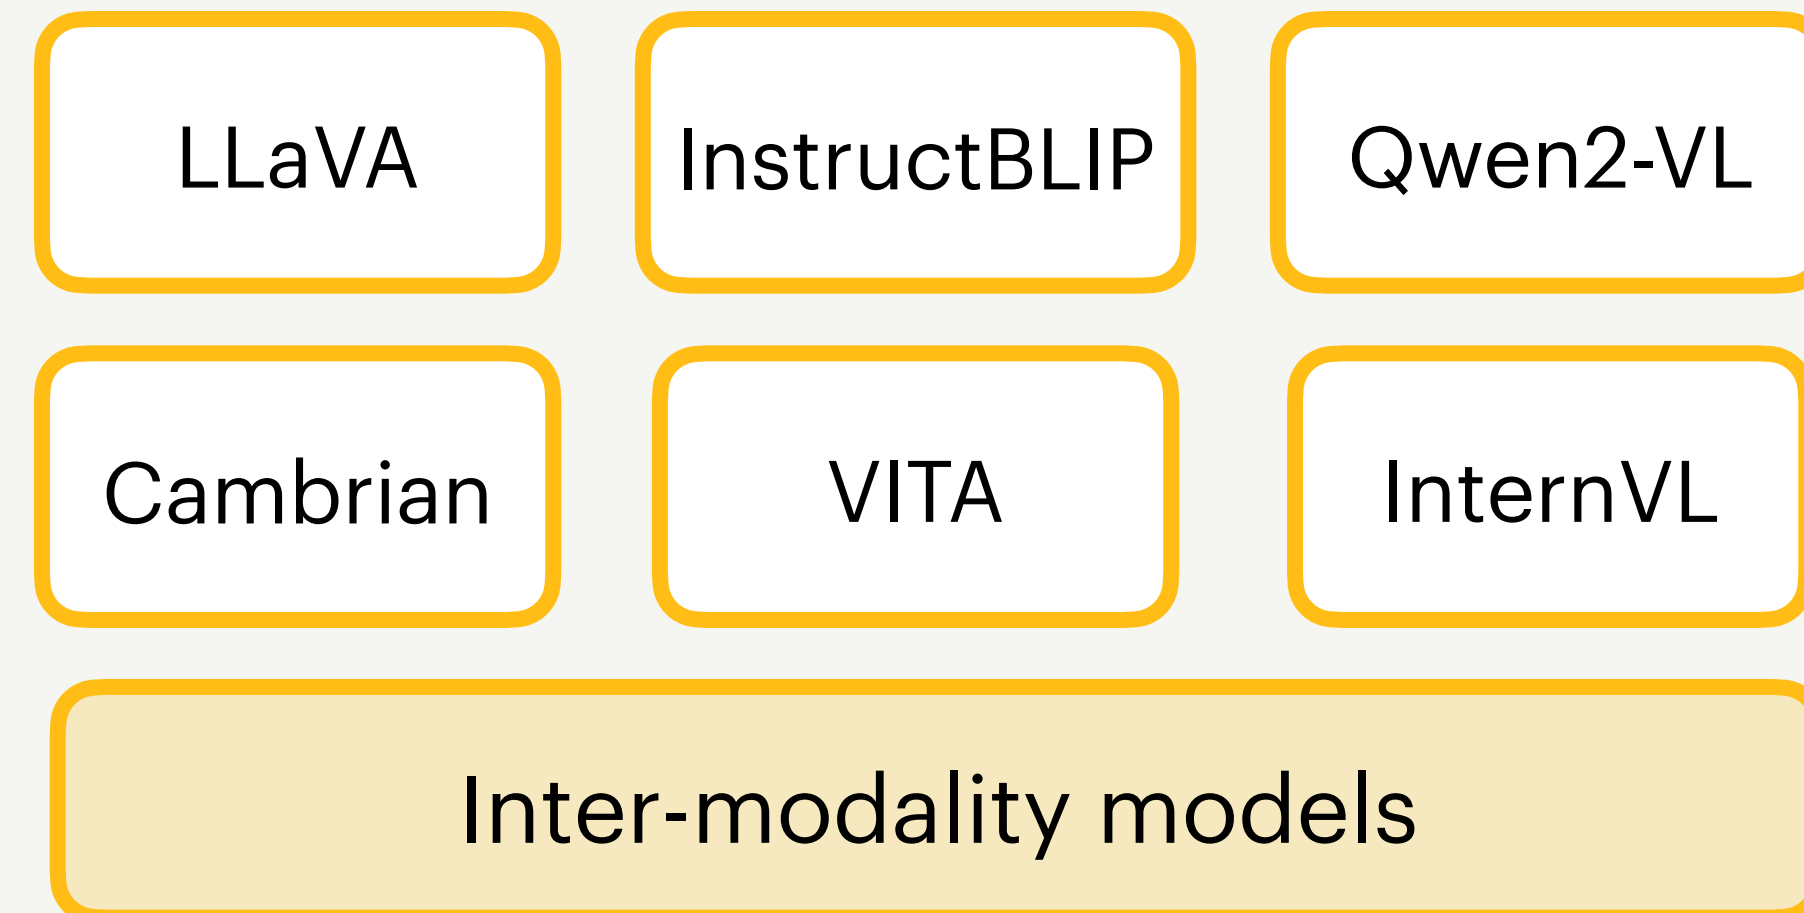 LLaVA
InstructBLIP
Qwen2-VL
Cambrian
VITA
InternVL
Inter-modality models